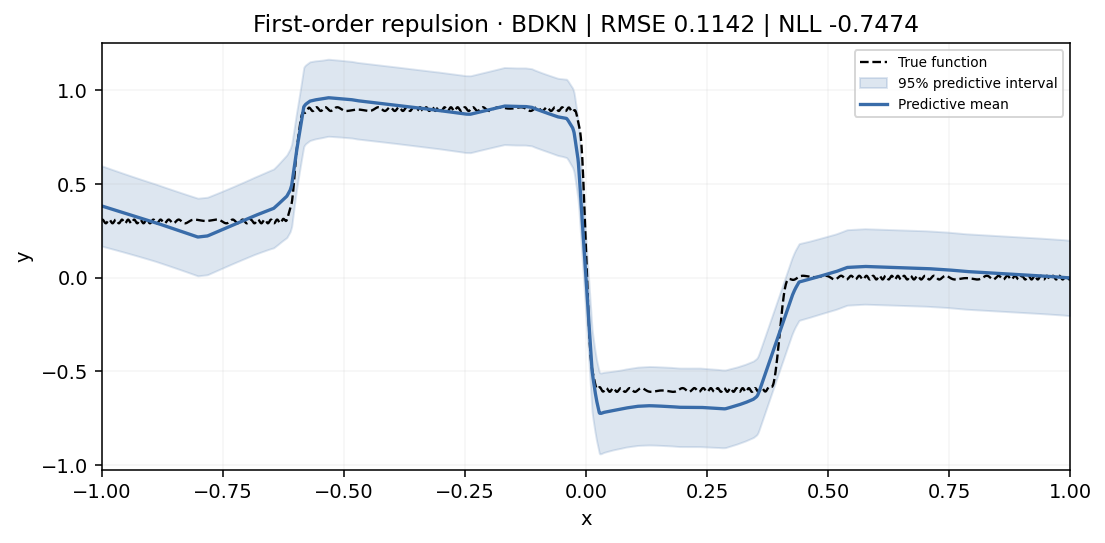 First-order repulsion · BDKN | RMSE 0.1142 | NLL -0.7474
True function
95% predictive interval
Predictive mean
y
1.0
0.5
0.0
−0.5
−1.0
−1.00 −0.75 −0.50 −0.25 0.00 0.25 0.50 0.75 1.00
x